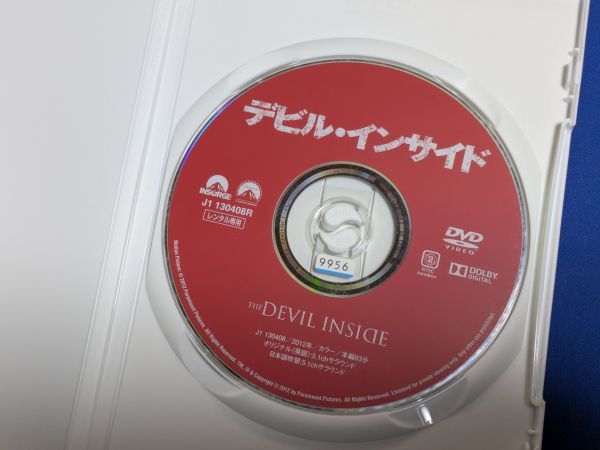 デビル・インサイド
INSURGE
J1 130408R
レンタル専用
DVD
VIDEO
9956
NTSC
DOLBY
DIGITAL
THE DEVIL INSIDE
J1 130408／2012年／カラー／本編83分
オリジナル(英語):5.1chサラウンド
日本語吹替:5.1chサラウンド